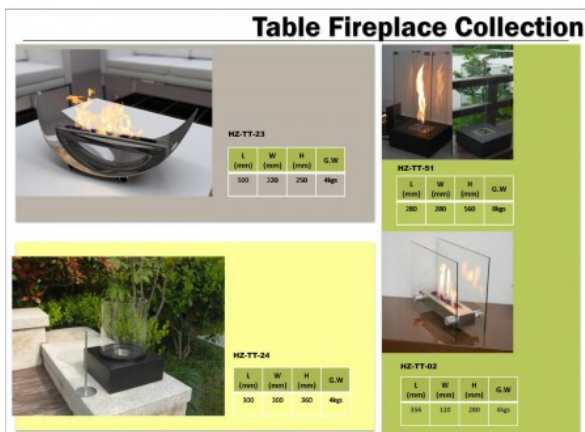 Table Fireplace Collection
HZ-TT-23
L (mm) W (mm) H (mm) G.W
500 220 250 4kgs
HZ-TT-51
L (mm) W (mm) H (mm) G.W
280 280 560 8kgs
HZ-TT-24
L (mm) W (mm) H (mm) G.W
300 300 360 4kgs
HZ-TT-02
L (mm) W (mm) H (mm) G.W
356 120 280 4kgs